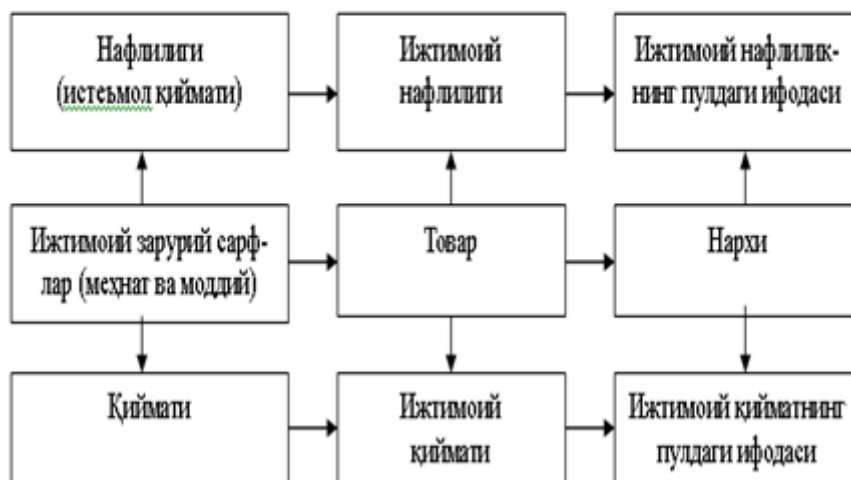 Нафлилиги
(истеъмол қиймати)
Ижтимоий
нафлилиги
Ижтимоий нафлилик-
нинг пулдаги ифодаси
Ижтимоий зарурий сарф-
лар (меҳнат ва моддий)
Товар
Нархи
Қиймати
Ижтимоий
қиймати
Ижтимоий қийматнинг
пулдаги ифодаси